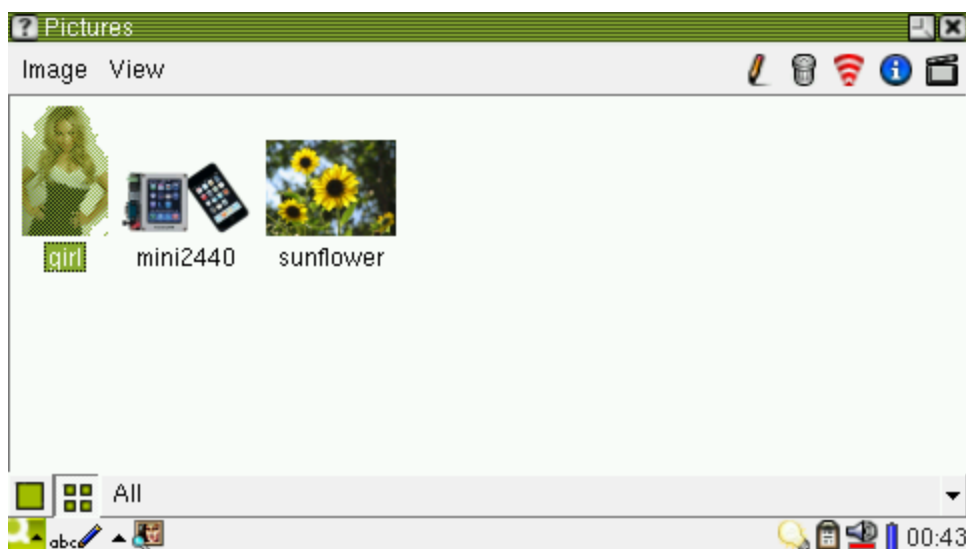 ? Pictures
Image View
girl mini2440 sunflower
All
abc 00:43